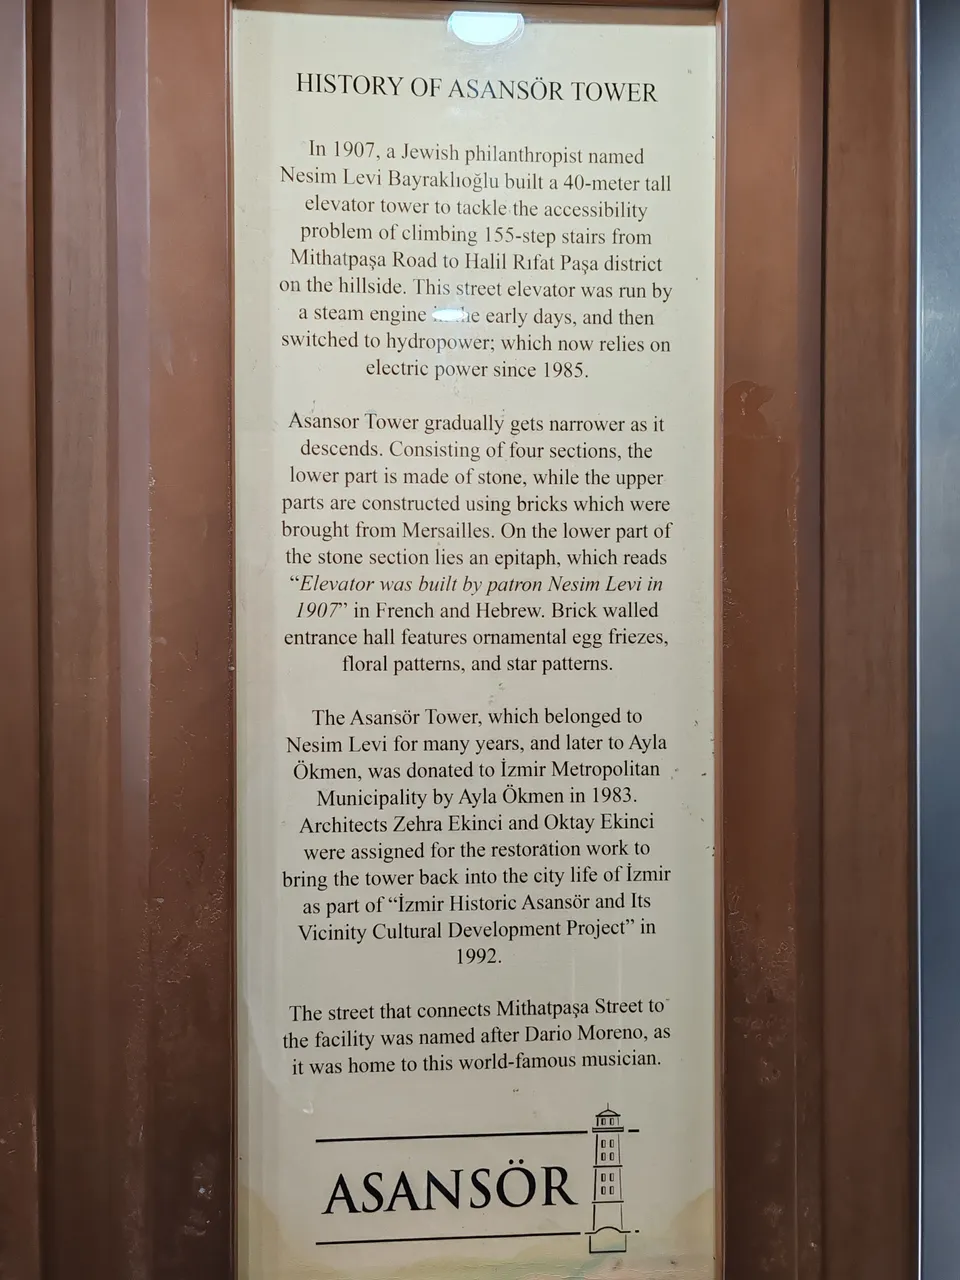 HISTORY OF ASANSÖR TOWER
In 1907, a Jewish philanthropist named
Nesim Levi Bayraklıoğlu built a 40-meter tall
elevator tower to tackle the accessibility
problem of climbing 155-step stairs from
Mithatpaşa Road to Halil Rıfat Paşa district
on the hillside. This street elevator was run by
a steam engine in the early days, and then
switched to hydropower; which now relies on
electric power since 1985.
Asansor Tower gradually gets narrower as it
descends. Consisting of four sections, the
lower part is made of stone, while the upper
parts are constructed using bricks which were
brought from Mersailles. On the lower part of
the stone section lies an epitaph, which reads
“Elevator was built by patron Nesim Levi in
1907” in French and Hebrew. Brick walled
entrance hall features ornamental egg friezes,
floral patterns, and star patterns.
The Asansör Tower, which belonged to
Nesim Levi for many years, and later to Ayla
Ökmen, was donated to İzmir Metropolitan
Municipality by Ayla Ökmen in 1983.
Architects Zehra Ekinci and Oktay Ekinci
were assigned for the restoration work to
bring the tower back into the city life of İzmir
as part of “İzmir Historic Asansör and Its
Vicinity Cultural Development Project” in
1992.
The street that connects Mithatpaşa Street to
the facility was named after Dario Moreno, as
it was home to this world-famous musician.
ASANSÖR